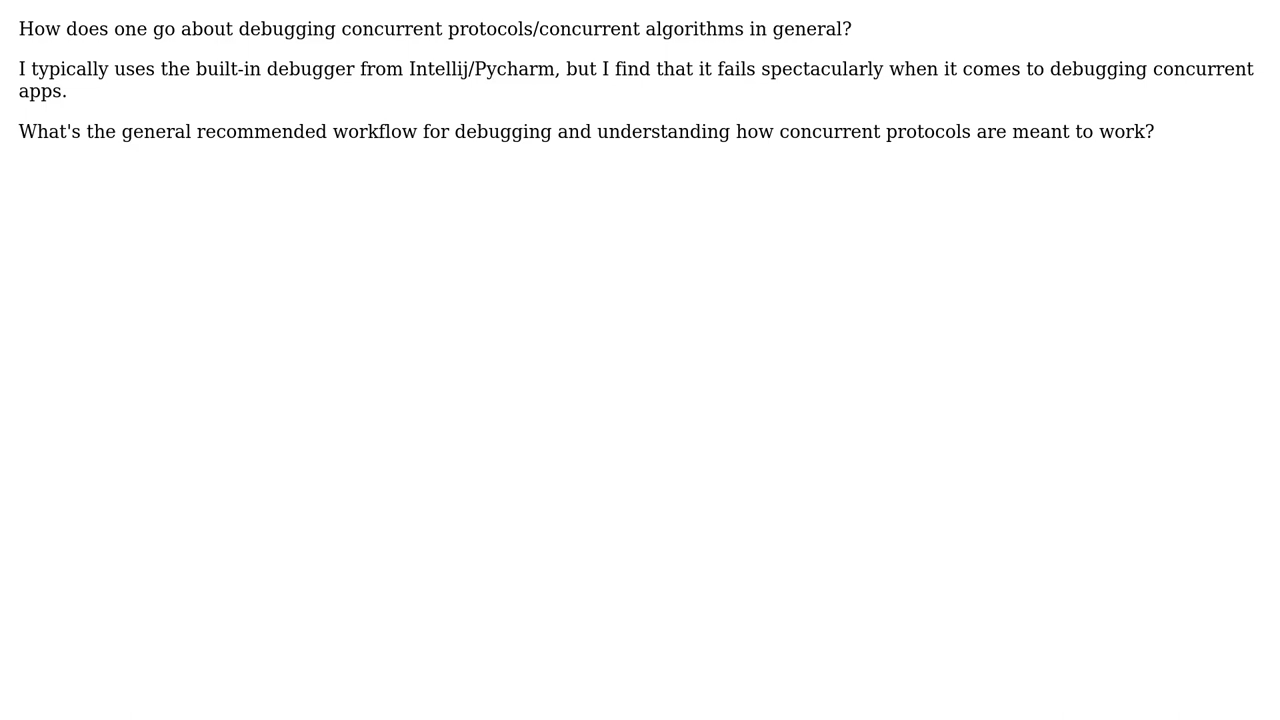 How does one go about debugging concurrent protocols/concurrent algorithms in general?
I typically uses the built-in debugger from Intellij/Pycharm, but I find that it fails spectacularly when it comes to debugging concurrent
apps.
What's the general recommended workflow for debugging and understanding how concurrent protocols are meant to work?